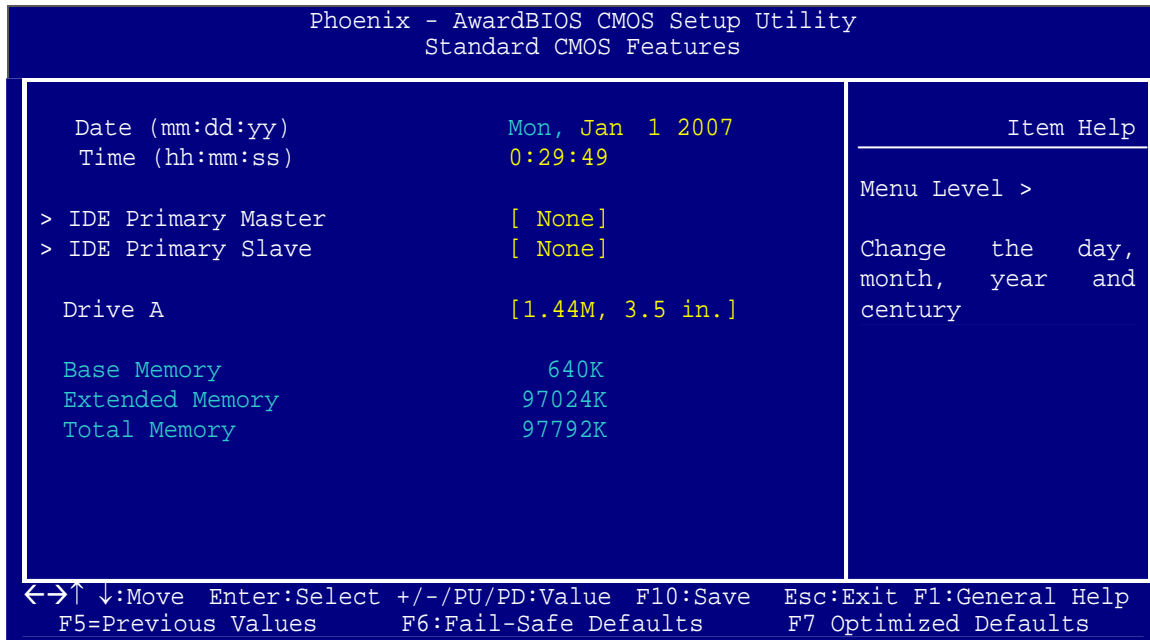 Phoenix - AwardBIOS CMOS Setup Utility
Standard CMOS Features
Date (mm:dd:yy) Mon, Jan 1 2007
Time (hh:mm:ss) 0:29:49
> IDE Primary Master [ None]
> IDE Primary Slave [ None]
Drive A [1.44M, 3.5 in.]
Base Memory 640K
Extended Memory 97024K
Total Memory 97792K
Item Help
Menu Level >
Change the day,
month, year and
century
←→↑ ↓:Move Enter:Select +/-/PU/PD:Value F10:Save Esc:Exit F1:General Help
F5=Previous Values F6:Fail-Safe Defaults F7 Optimized Defaults